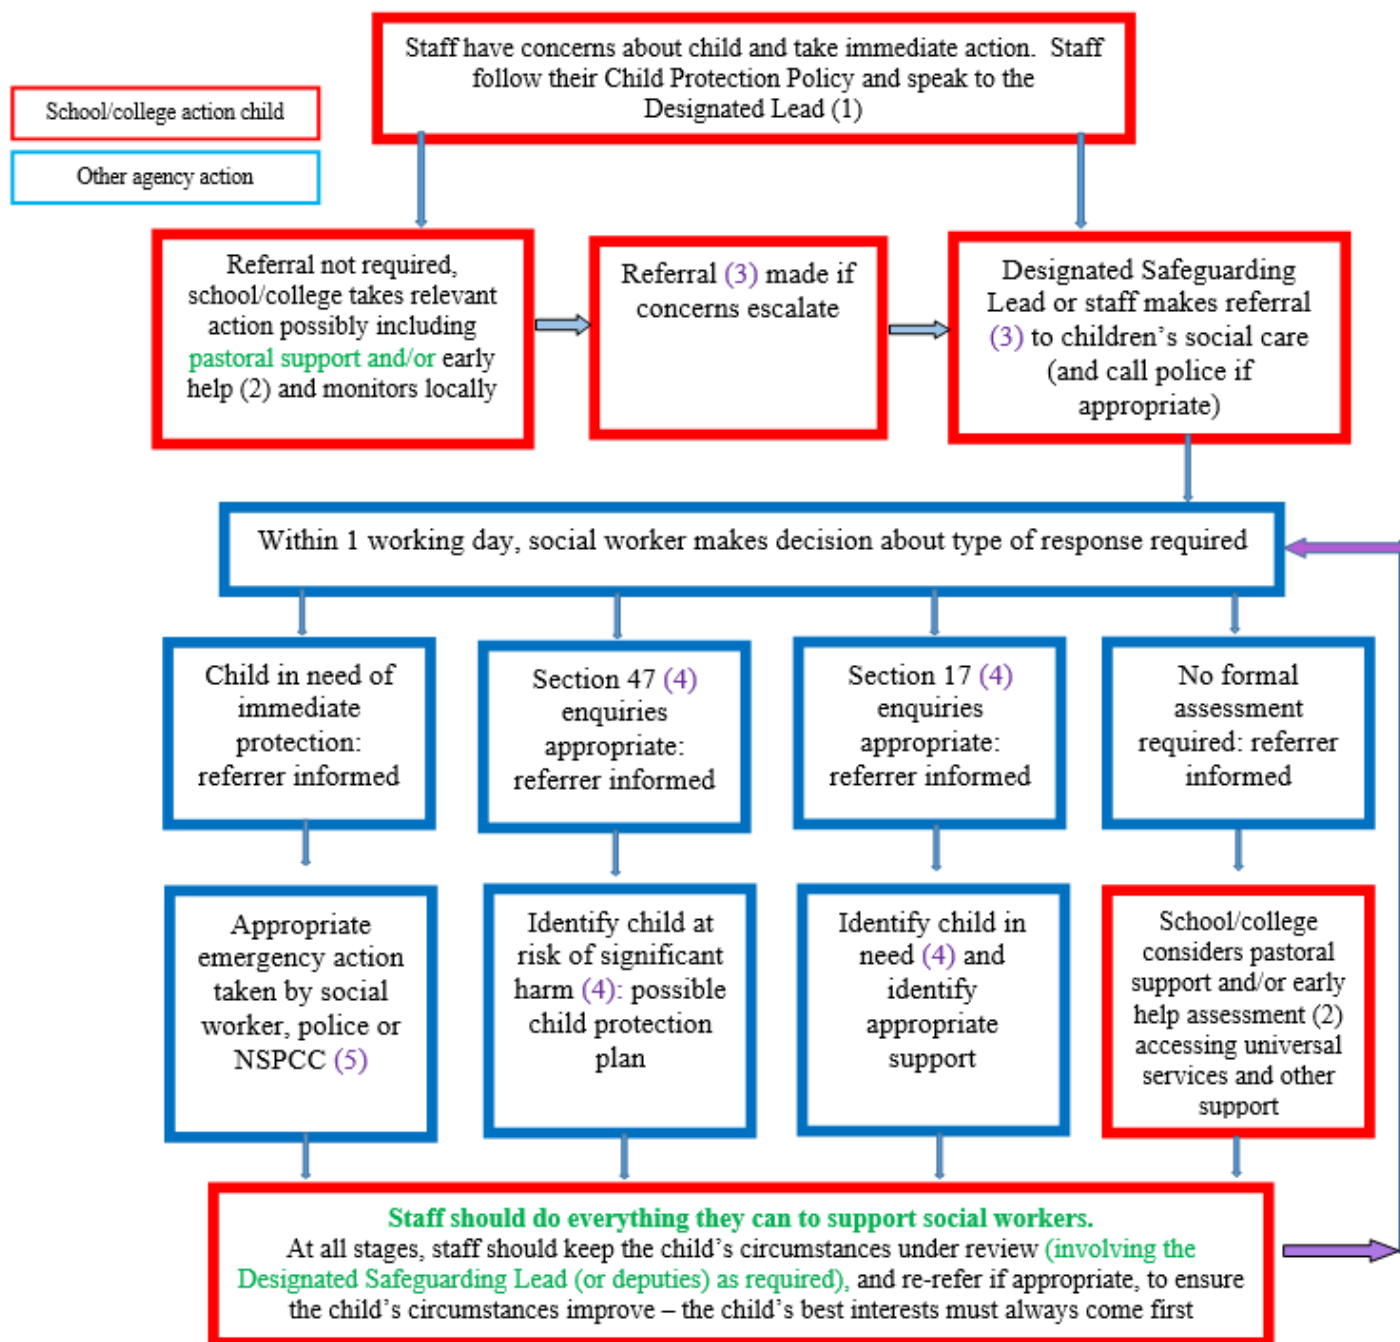 Staff have concerns about child and take immediate action.  Staff
follow their Child Protection Policy and speak to the
Designated Lead (1)
School/college action child
Other agency action
Referral not required,
school/college takes relevant
action possibly including
pastoral support and/or early
help (2) and monitors locally
Referral (3) made if
concerns escalate
Designated Safeguarding
Lead or staff makes referral
(3) to children’s social care
(and call police if
appropriate)
Within 1 working day, social worker makes decision about type of response required
Child in need of
immediate
protection:
referrer informed
Section 47 (4)
enquiries
appropriate:
referrer informed
Section 17 (4)
enquiries
appropriate:
referrer informed
No formal
assessment
required: referrer
informed
Appropriate
emergency action
taken by social
worker, police or
NSPCC (5)
Identify child at
risk of significant
harm (4): possible
child protection
plan
Identify child in
need (4) and
identify
appropriate
support
School/college
considers pastoral
support and/or early
help assessment (2)
accessing universal
services and other
support
Staff should do everything they can to support social workers.
At all stages, staff should keep the child’s circumstances under review (involving the
Designated Safeguarding Lead (or deputies) as required), and re-refer if appropriate, to ensure
the child’s circumstances improve – the child’s best interests must always come first